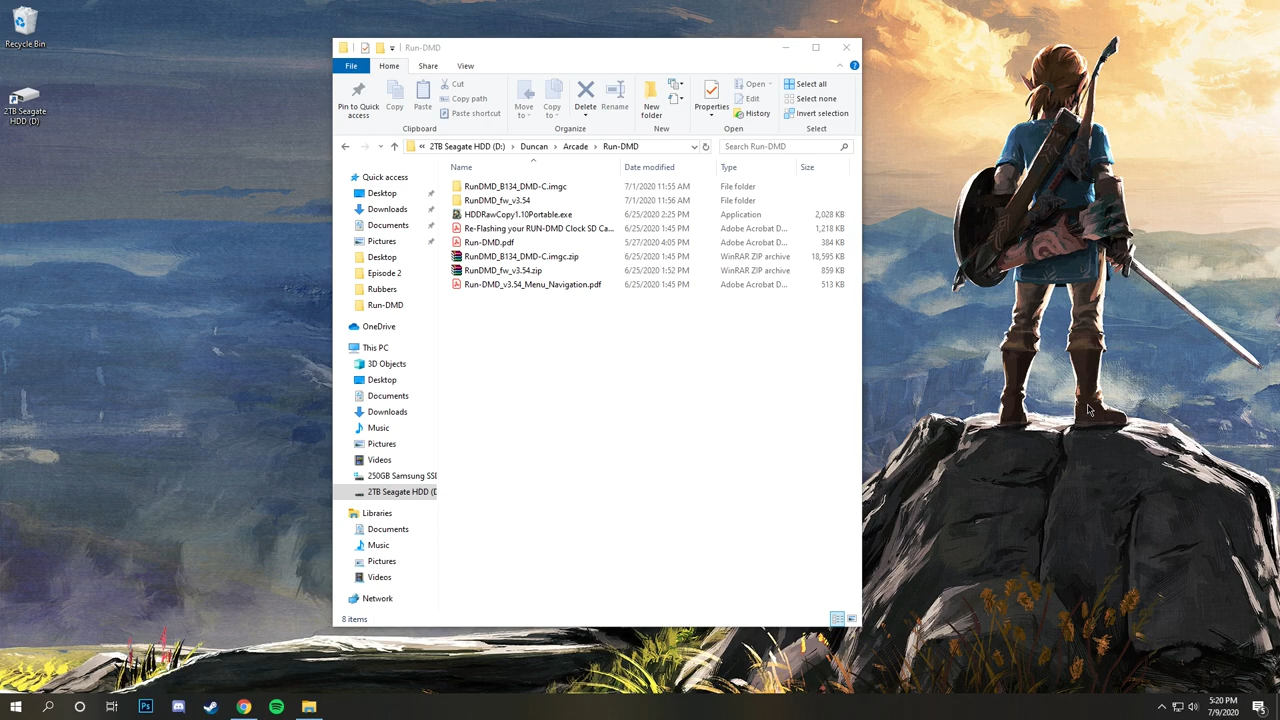 Recycle Bin
2TB Seagate
HDD (D)
Run-DMD
File Home Share View
Pin to Quick access
Copy
Paste
Cut
Copy path
Paste shortcut
Clipboard
Move to
Copy to
Delete
Rename
Organize
New folder
New
Properties
Open
Edit
History
Open
Select all
Select none
Invert selection
Select
« 2TB Seagate HDD (D:) > Duncan > Arcade > Run-DMD
Search Run-DMD
Name Date modified Type Size
RunDMD_B134_DMD-C.imgc 7/1/2020 11:55 AM File folder
RunDMD_fw_v3.54 7/1/2020 11:56 AM File folder
HDDRawCopy1.10Portable.exe 6/25/2020 2:25 PM Application 2,028 KB
Re-Flashing your RUN-DMD Clock SD Ca... 6/25/2020 1:45 PM Adobe Acrobat D... 1,218 KB
Run-DMD.pdf 5/27/2020 4:05 PM Adobe Acrobat D... 384 KB
RunDMD_B134_DMD-C.imgc.zip 6/25/2020 1:45 PM WinRAR ZIP archive 18,595 KB
RunDMD_fw_v3.54.zip 6/25/2020 1:52 PM WinRAR ZIP archive 859 KB
Run-DMD_v3.54_Menu_Navigation.pdf 6/25/2020 1:45 PM Adobe Acrobat D... 513 KB
Quick access
Desktop
Downloads
Documents
Pictures
Desktop
Episode 2
Rubbers
Run-DMD
OneDrive
This PC
3D Objects
Desktop
Documents
Downloads
Music
Pictures
Videos
250GB Samsung SSD
2TB Seagate HDD (D
Libraries
Documents
Music
Pictures
Videos
Network
8 items
Ps
5:20 PM
7/9/2020
5